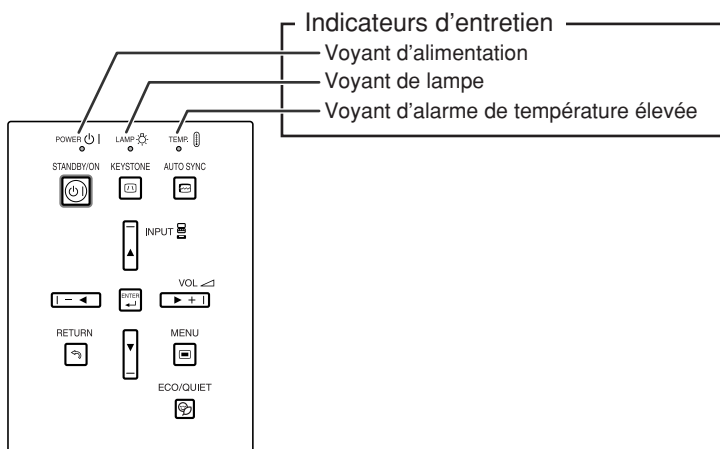 Indicateurs d'entretien
Voyant d'alimentation
Voyant de lampe
Voyant d'alarme de température élevée
POWER LAMP TEMP.
STANDBY/ON KEYSTONE AUTO SYNC
INPUT
VOL
ENTER
RETURN MENU
ECO/QUIET